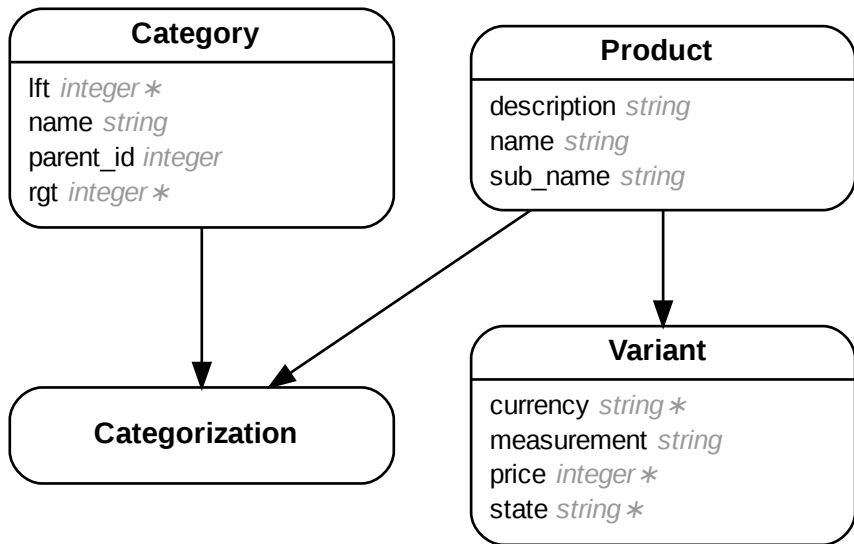 Category
lft integer ∗
name string
parent_id integer
rgt integer ∗
Product
description string
name string
sub_name string
Categorization
Variant
currency string ∗
measurement string
price integer ∗
state string ∗